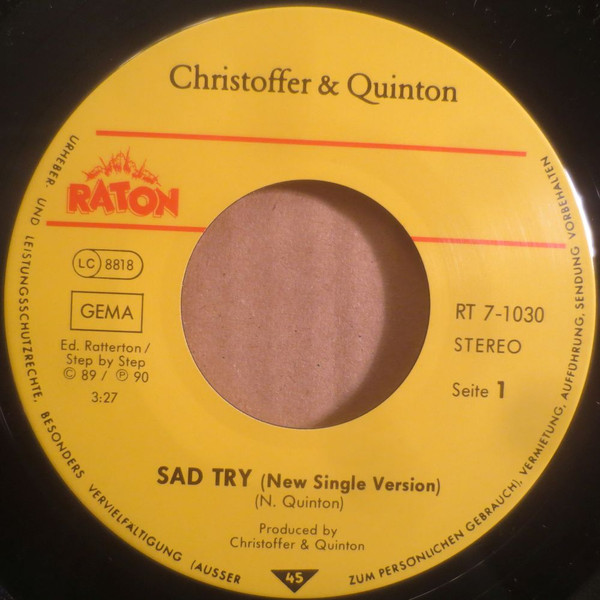 Christoffer & Quinton
RATON
LC 8818
GEMA
Ed. Ratterton/
Step by Step
© 89 / ℗ 90
3:27
RT 7-1030
STEREO
Seite 1
SAD TRY (New Single Version)
(N. Quinton)
Produced by
Christoffer & Quinton
45
URHEBER- UND LEISTUNGSSCHUTZRECHTE, BESONDERS VERVIELFÄLTIGUNG (AUSSER ZUM PERSÖNLICHEN GEBRAUCH), VERMIETUNG, AUFFÜHRUNG, SENDUNG VORBEHALTEN